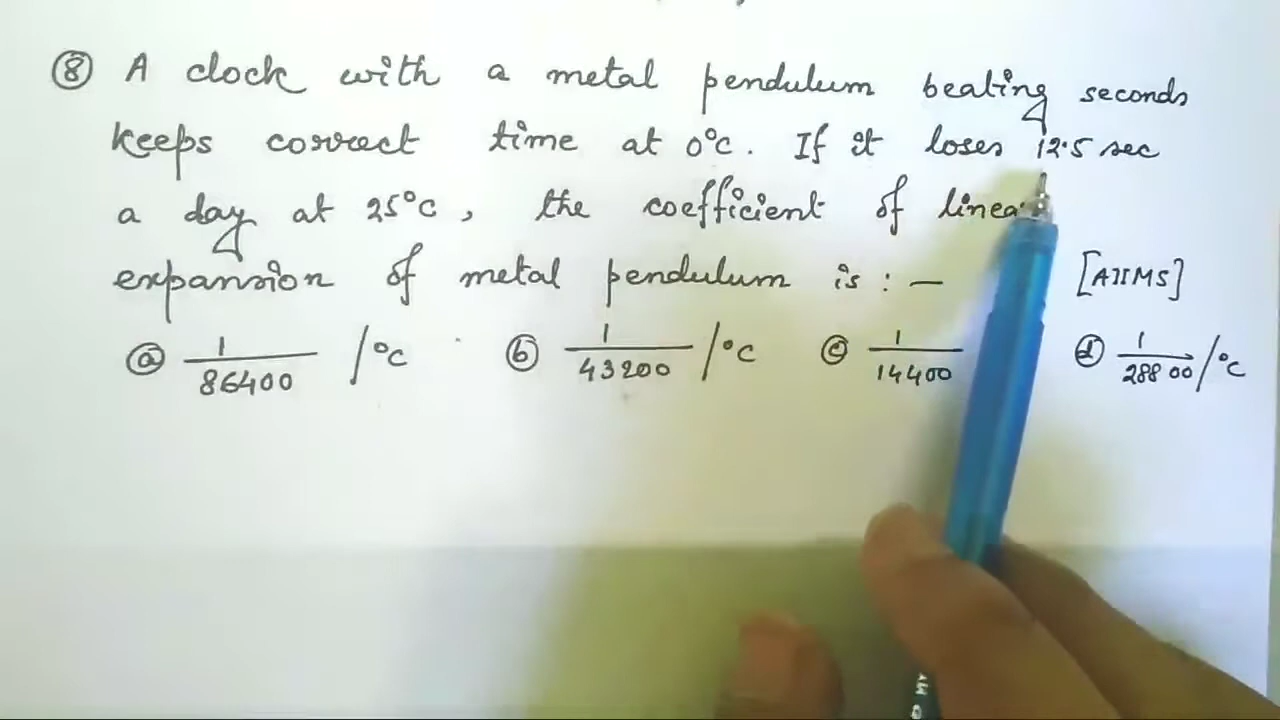 ⑧ A clock with a metal pendulum beating seconds
keeps correct time at 0°C. If it loses 12.5 sec
a day at 25°C, the coefficient of linea
expansion of metal pendulum is : — [AIIMS]
ⓐ 1/86400 /°C ⓑ 1/43200 /°C ⓒ 1/14400 ⓓ 1/28800 /°C